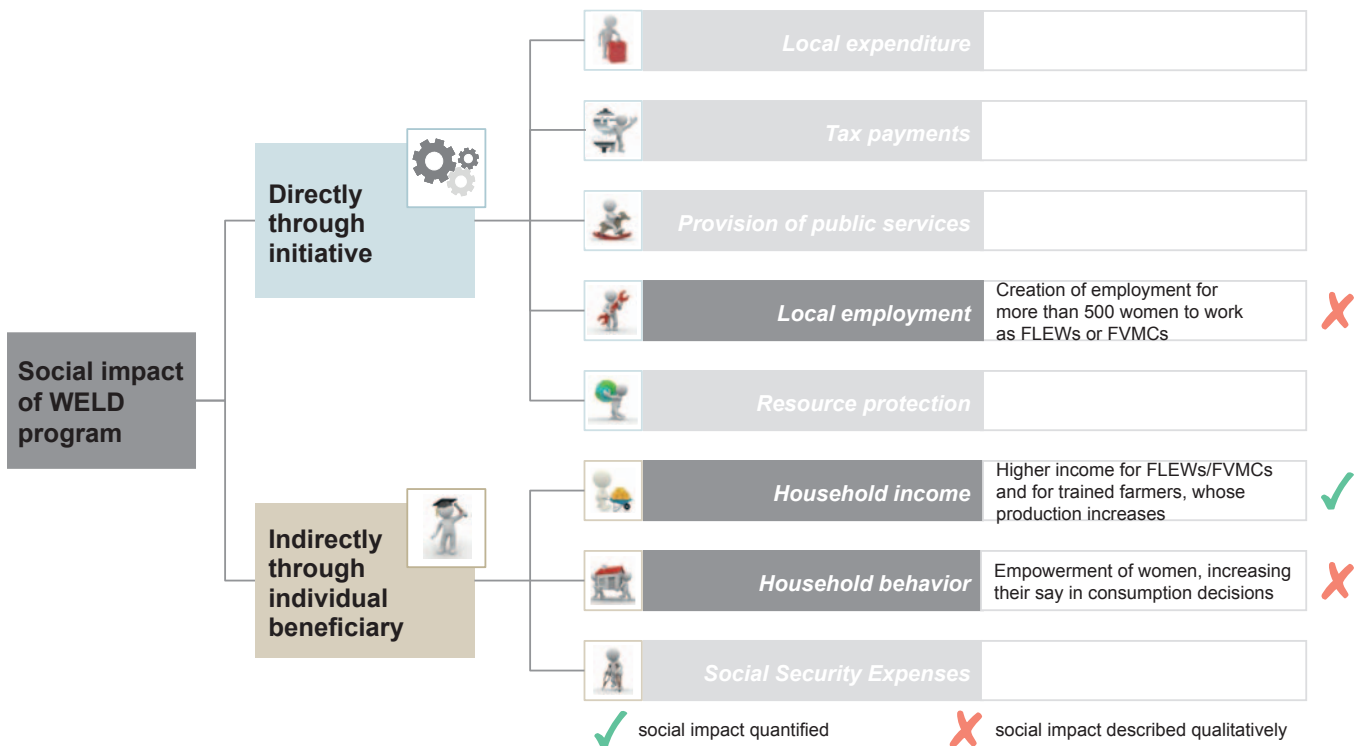 Social impact
of WELD
program
Directly
through
initiative
Local expenditure
Tax payments
Provision of public services
Local employment
Creation of employment for
more than 500 women to work
as FLEWs or FVMCs
Resource protection
Indirectly
through
individual
beneficiary
Household income
Higher income for FLEWs/FVMCs
and for trained farmers, whose
production increases
Household behavior
Empowerment of women, increasing
their say in consumption decisions
Social Security Expenses
social impact quantified
social impact described qualitatively